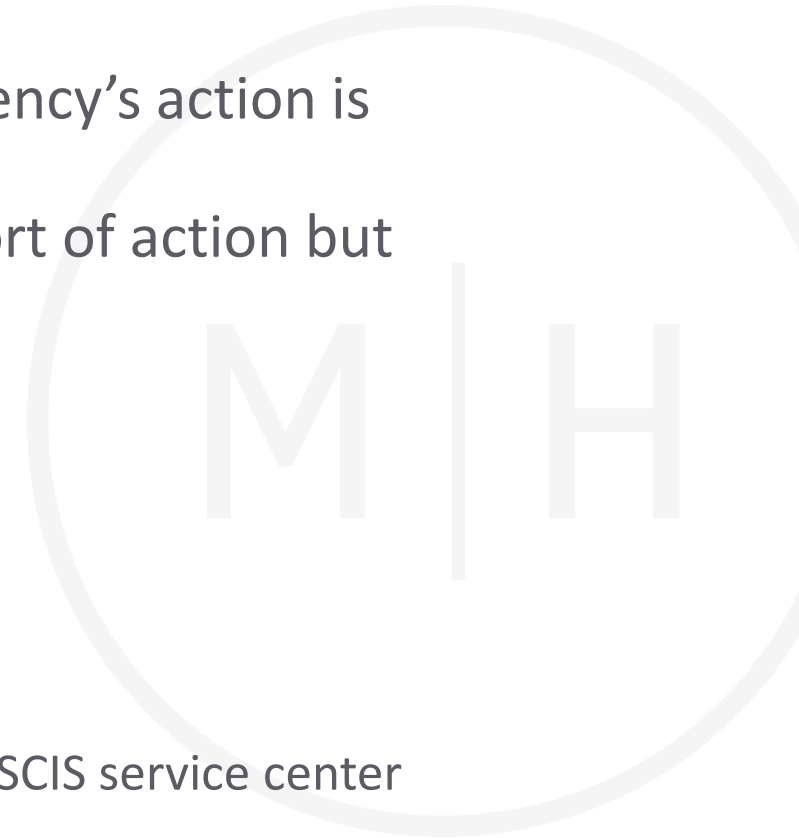 ency’s action is
rt of action but
M|H
SCIS service center